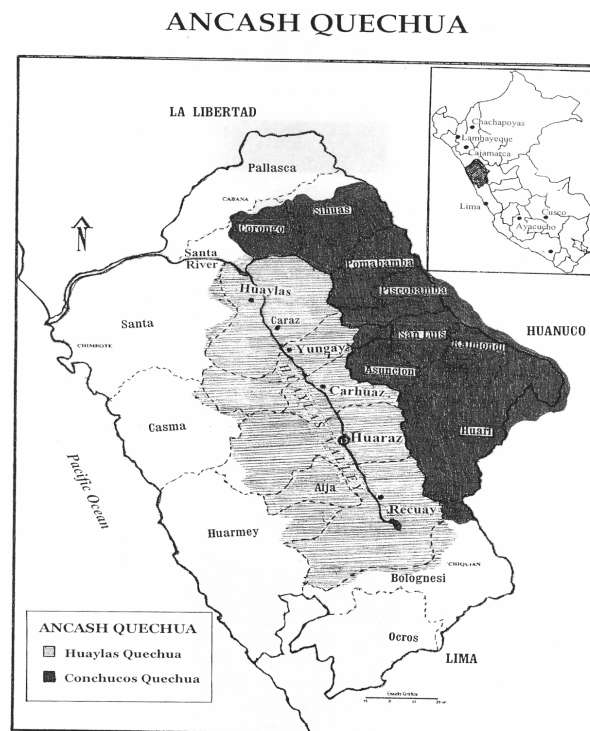 ANCASH QUECHUA
LA LIBERTAD
Chachapoyas
Lambayeque
Cajamarca
Lima
Cusco
Ayacucho
Pallasca
CABANA
Sihuas
Corongo
N
Santa
River
Pomabamba
Huaylas
Piscobamba
Santa
Caraz
HUANUCO
San Luis
Raimondi
CHIMBOTE
Yungay
Asuncion
Carhuaz
HUAYLAS VALLEY
Casma
Huari
Huaraz
Pacific Ocean
Aija
Recuay
Huarmey
CHIQUIAN
Bolognesi
ANCASH QUECHUA
Huaylas Quechua
Conchucos Quechua
Ocros
LIMA